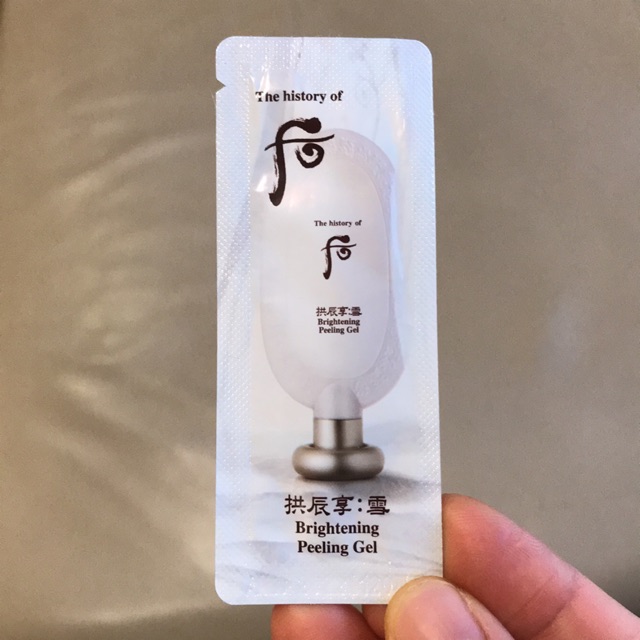 The history of
后
The history of
后
拱辰享:雪
Brightening
Peeling Gel
拱辰享:雪
Brightening
Peeling Gel